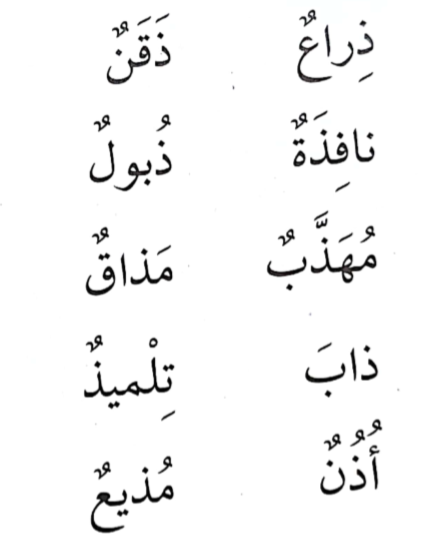 ذِراعٌ ذَقَنٌ
نافِذَةٌ ذُبولٌ
مُهَذَّبٌ مَذاقٌ
ذابَ تِلْميذٌ
أُذُنٌ مُذيعٌ